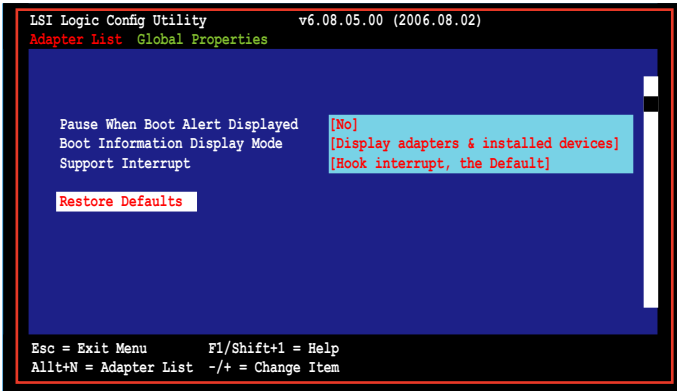 LSI Logic Config Utility v6.08.05.00 (2006.08.02)
Adapter List Global Properties
Pause When Boot Alert Displayed [No]
Boot Information Display Mode [Display adapters & installed devices]
Support Interrupt [Hook interrupt, the Default]
Restore Defaults
Esc = Exit Menu F1/Shift+1 = Help
Allt+N = Adapter List -/+ = Change Item